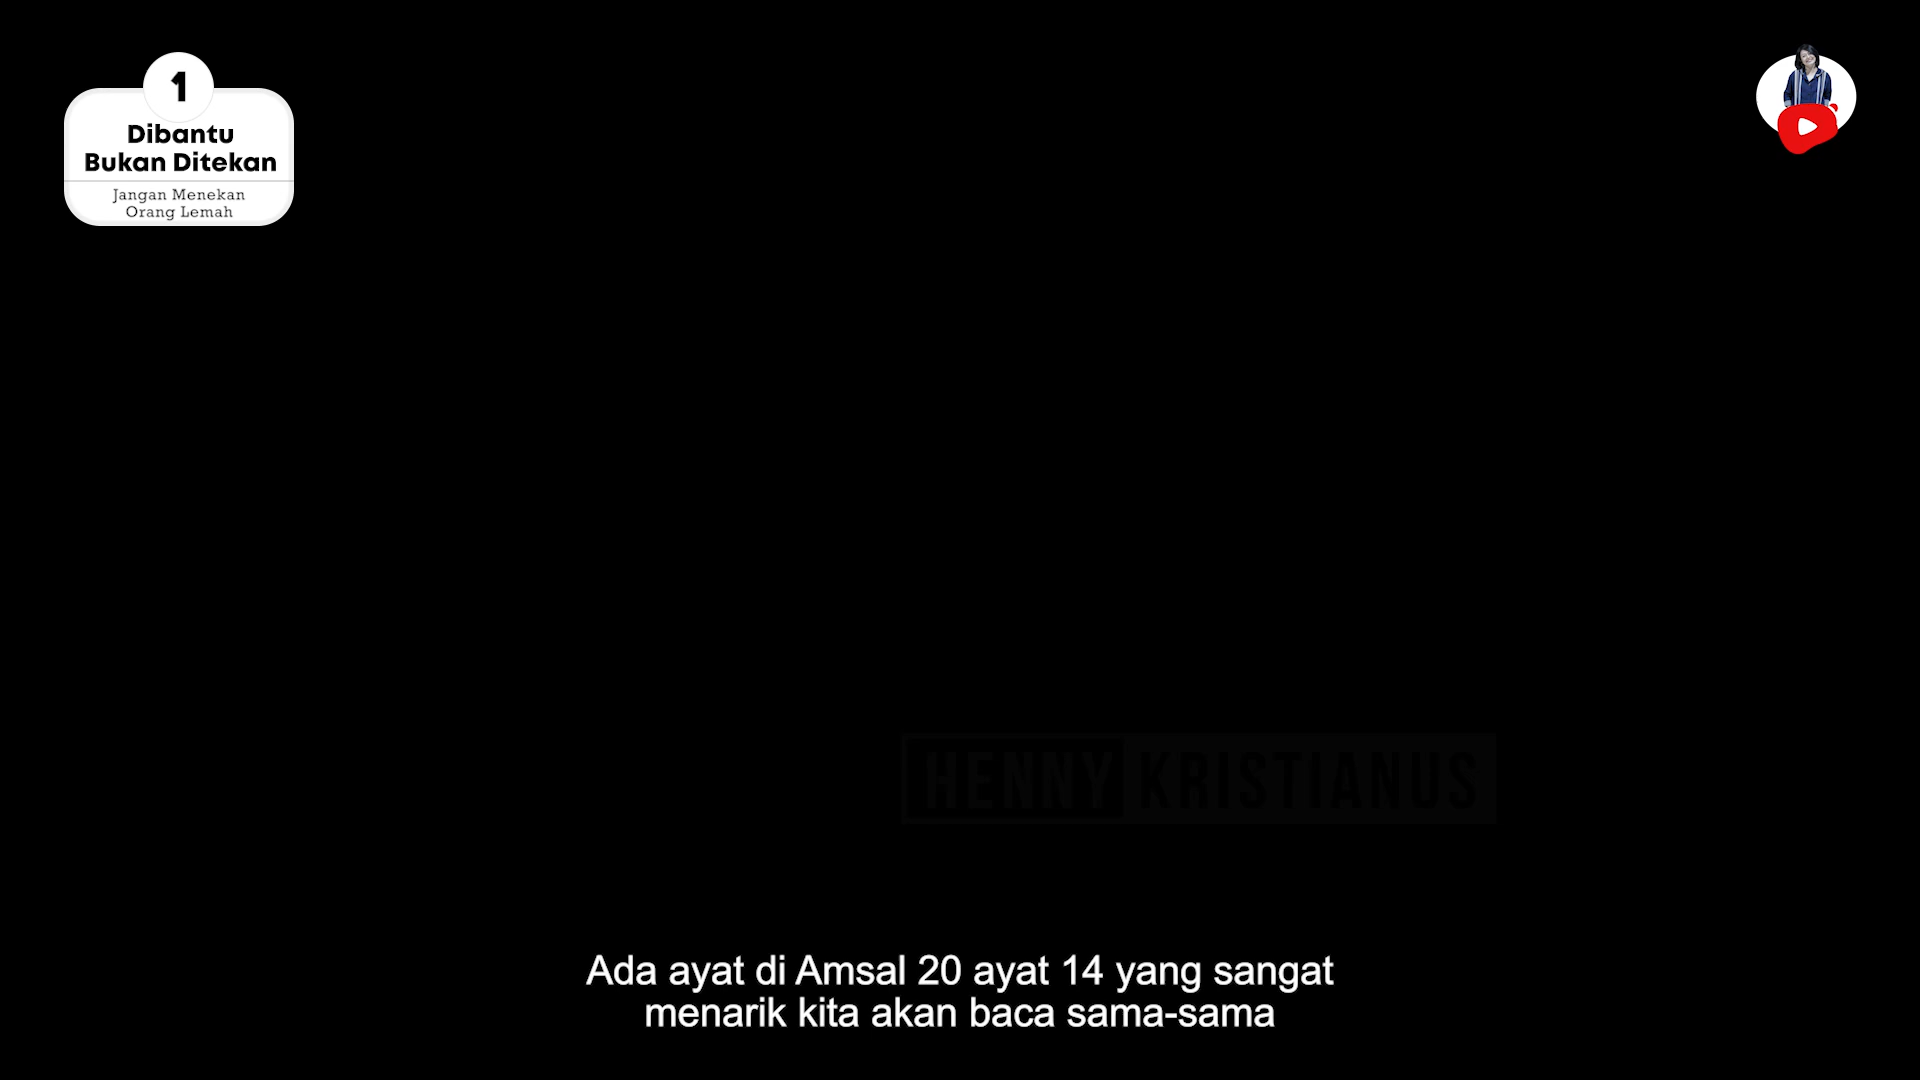 1
Dibantu
Bukan Ditekan
Jangan Menekan
Orang Lemah
HENNY KRISTIANUS
Ada ayat di Amsal 20 ayat 14 yang sangat
menarik kita akan baca sama-sama